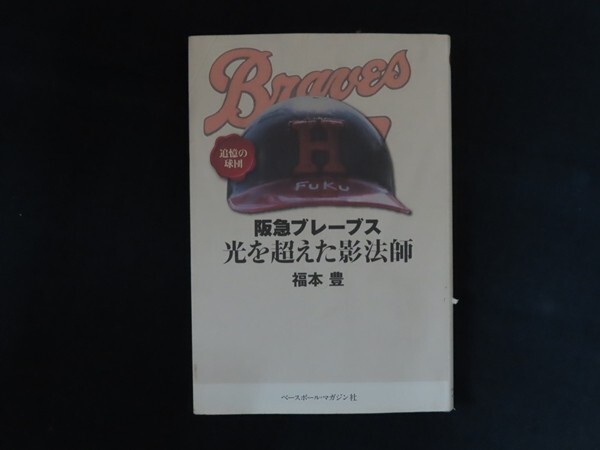 Braves
H
FUKU
追憶の
球団
阪急ブレーブス
光を超えた影法師
福本 豊
ベースボール・マガジン社